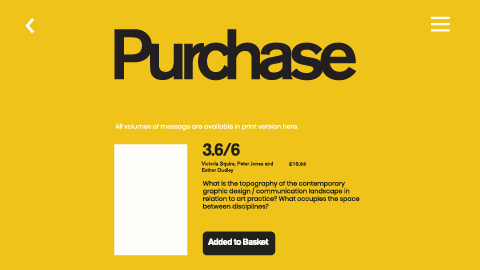 Purchase
All volumes of message are available in print version here.
3.6/6
Victoria Squire, Peter Jones and
Esther Dudley
£10.99
What is the topography of the contemporary
graphic design / communication landscape in
relation to art practice? What occupies the space
between disciplines?
Added to Basket